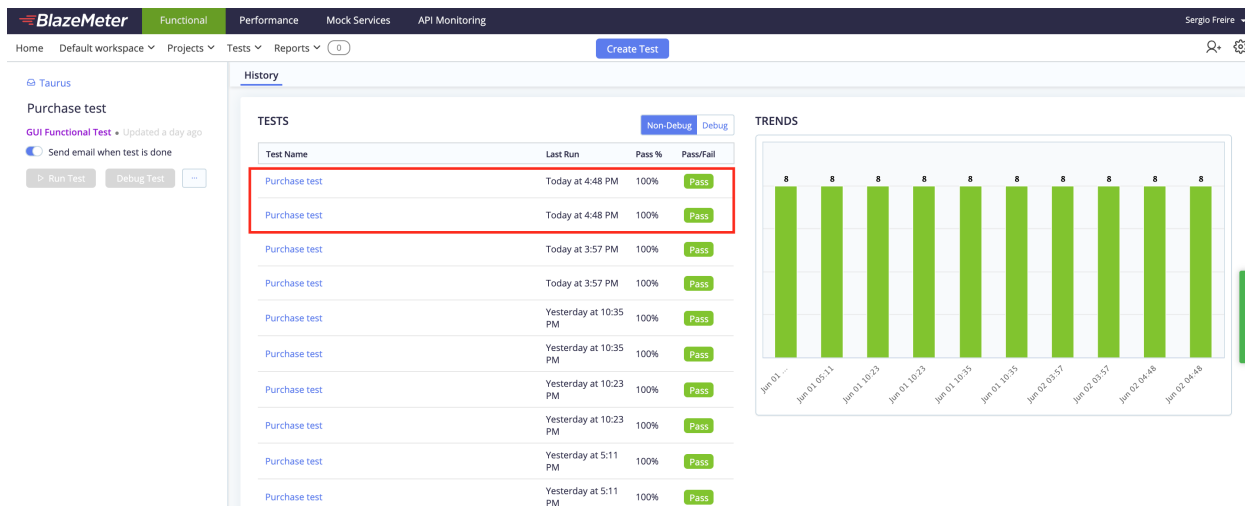 BlazeMeter Functional Performance Mock Services API Monitoring Sergio Freire
Home Default workspace Projects Tests Reports 0 Create Test
Taurus
Purchase test
GUI Functional Test • Updated a day ago
Send email when test is done
Run Test Debug Test ...
History
TESTS Non-Debug Debug
Test Name Last Run Pass % Pass/Fail
Purchase test Today at 4:48 PM 100% Pass
Purchase test Today at 4:48 PM 100% Pass
Purchase test Today at 3:57 PM 100% Pass
Purchase test Today at 3:57 PM 100% Pass
Purchase test Yesterday at 10:35 PM 100% Pass
Purchase test Yesterday at 10:35 PM 100% Pass
Purchase test Yesterday at 10:23 PM 100% Pass
Purchase test Yesterday at 10:23 PM 100% Pass
Purchase test Yesterday at 5:11 PM 100% Pass
Purchase test Yesterday at 5:11 PM 100% Pass
TRENDS
8 8 8 8 8 8 8 8 8 8
Jun 01 ... Jun 01 05:11 Jun 01 10:23 Jun 01 10:23 Jun 01 10:35 Jun 01 10:35 Jun 02 03:57 Jun 02 03:57 Jun 02 04:48 Jun 02 04:48